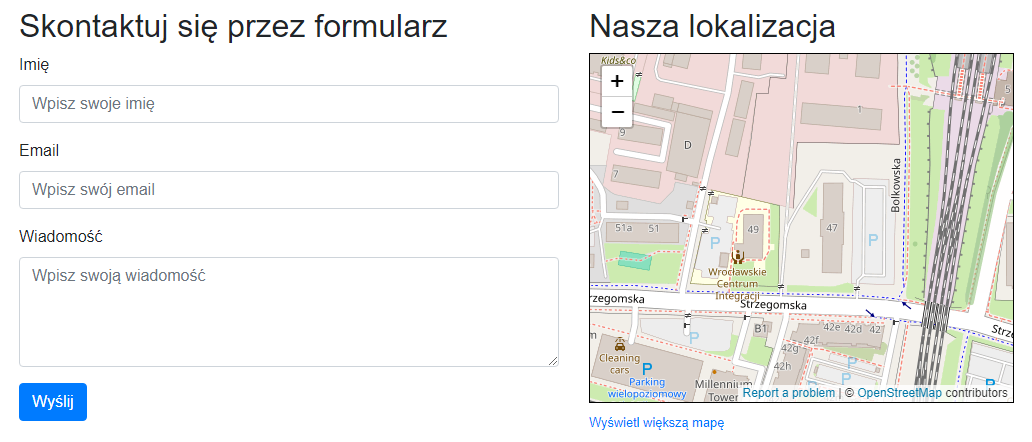 Skontaktuj się przez formularz
Imię
Wpisz swoje imię
Email
Wpisz swój email
Wiadomość
Wpisz swoją wiadomość
Wyślij
Nasza lokalizacja
Kids&co
+
−
1
9
D
7
Bolkowska
51a
51
49
47
P
P
Wrocławskie
Centrum
Integracji
Strzegomska
trzegomska
42e
42d
42
B1
42f
42g
42h
P
P
P
P
Cleaning
cars
P
Parking
wielopoziomowy
Millennium
Tower
Report a problem | © OpenStreetMap contributors
Wyświetl większą mapę